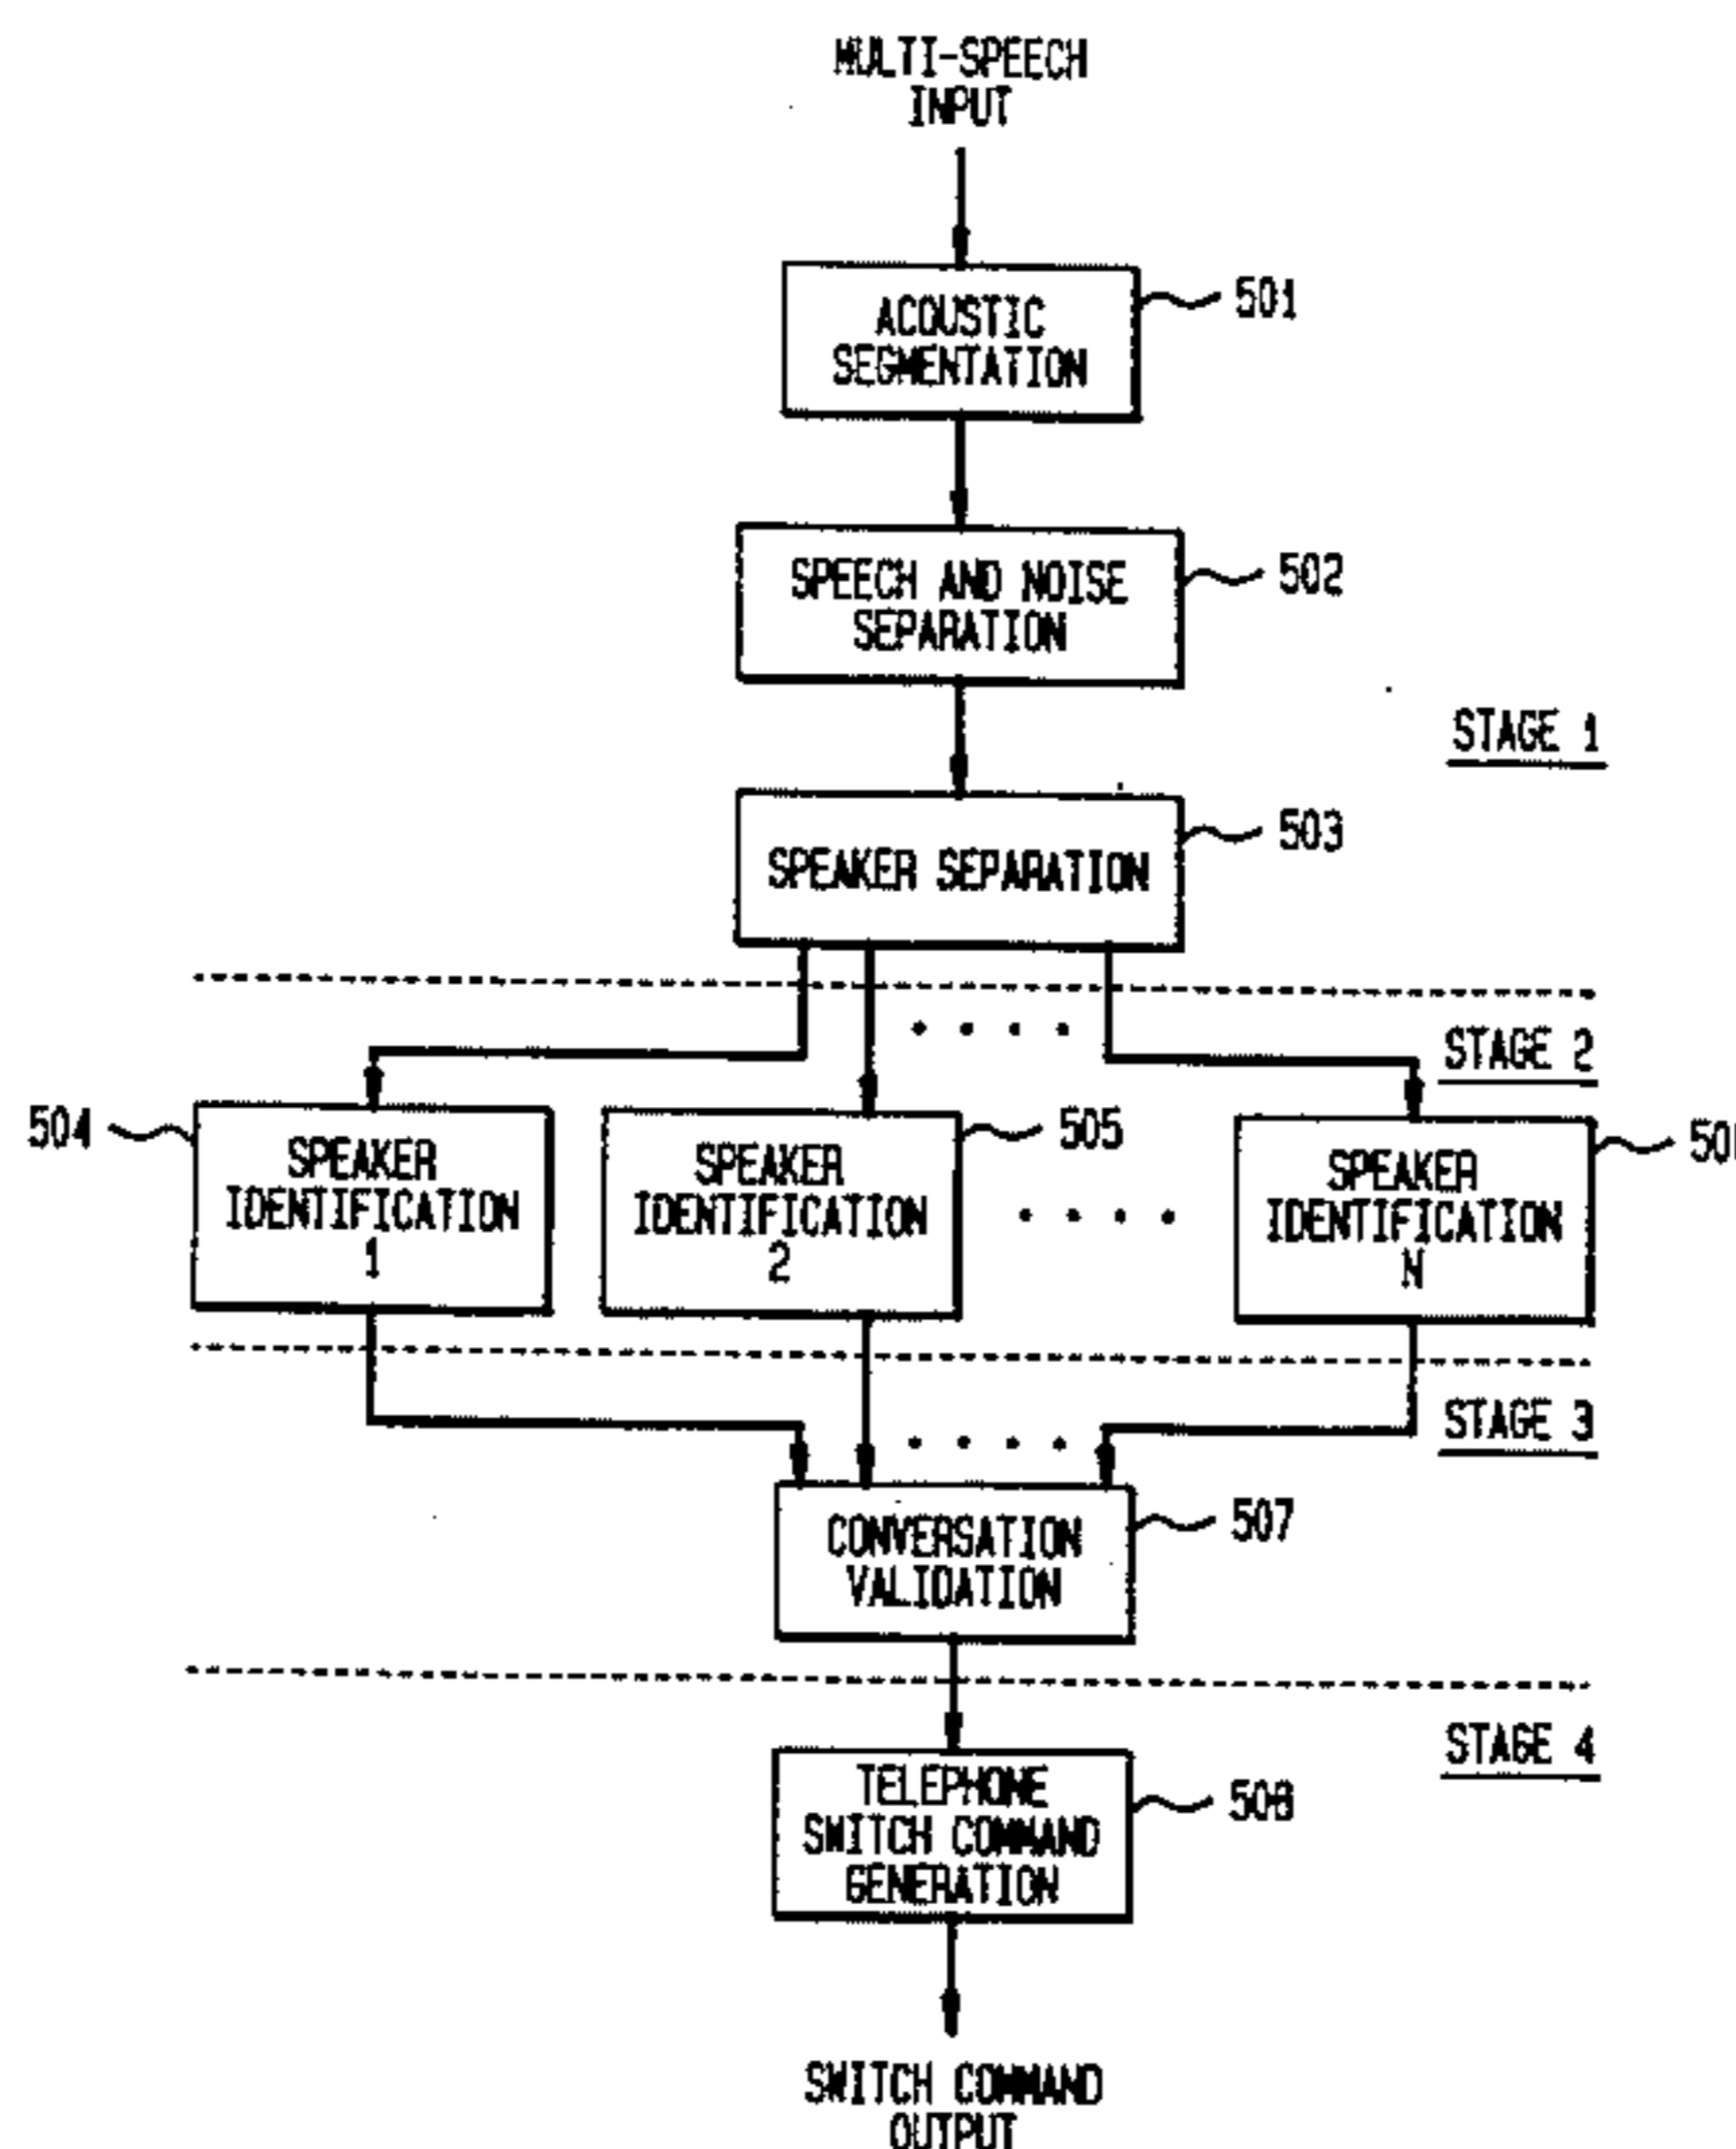 MULTI-SPEECH
INPUT
ACOUSTIC
SEGMENTATION
501
SPEECH AND NOISE
SEPARATION
502
STAGE 1
SPEAKER SEPARATION
503
STAGE 2
504
SPEAKER
IDENTIFICATION
1
SPEAKER
IDENTIFICATION
2
505
SPEAKER
IDENTIFICATION
N
STAGE 3
CONVERSATION
VALIDATION
507
STAGE 4
TELEPHONE
SWITCH COMMAND
GENERATION
508
SWITCH COMMAND
OUTPUT